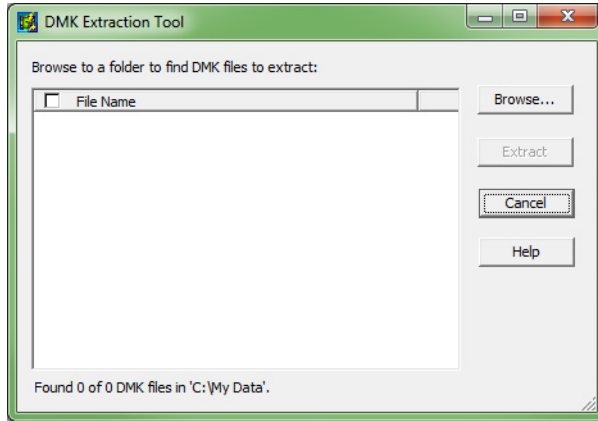 DMK Extraction Tool
Browse to a folder to find DMK files to extract:
File Name
Browse...
Extract
Cancel
Help
Found 0 of 0 DMK files in 'C:\My Data'.